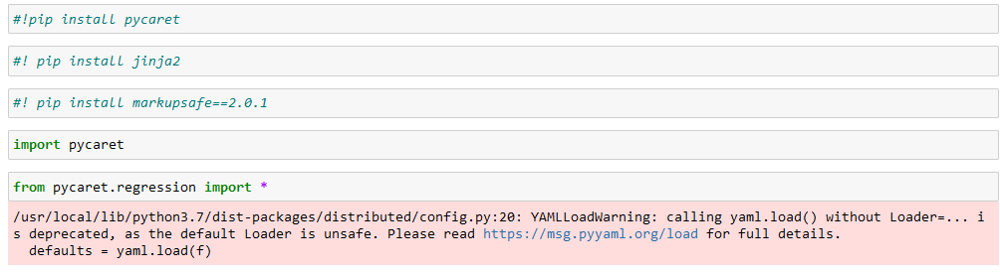 #!pip install pycaret
#! pip install jinja2
#! pip install markupsafe==2.0.1
import pycaret
from pycaret.regression import *
/usr/local/lib/python3.7/dist-packages/distributed/config.py:20: YAMLLoadWarning: calling yaml.load() without Loader=... i
s deprecated, as the default Loader is unsafe. Please read https://msg.pyyaml.org/load for full details.
  defaults = yaml.load(f)